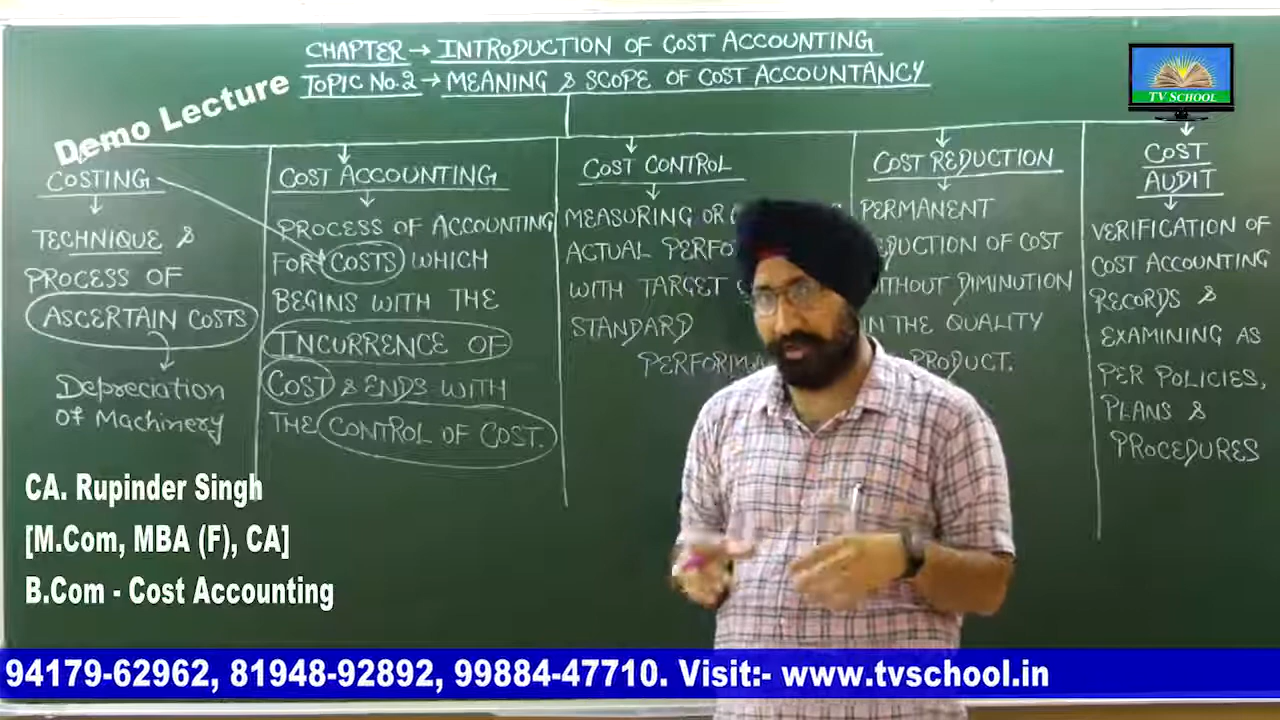 CHAPTER → INTRODUCTION OF COST ACCOUNTING
TOPIC No.2 → MEANING & SCOPE OF COST ACCOUNTANCY
TV SCHOOL
Demo Lecture
COSTING
TECHNIQUE &
PROCESS OF
ASCERTAIN COSTS
Depreciation
of Machinery
COST ACCOUNTING
PROCESS OF ACCOUNTING
FOR COSTS WHICH
BEGINS WITH THE
INCURRENCE OF
COST & ENDS WITH
THE CONTROL OF COST.
COST CONTROL
MEASURING OR
ACTUAL PERFO
WITH TARGET
STANDARD
PERFORM
COST REDUCTION
PERMANENT
EDUCTION OF COST
ITHOUT DIMINUTION
IN THE QUALITY
PRODUCT.
COST
AUDIT
VERIFICATION OF
COST ACCOUNTING
RECORDS &
EXAMINING AS
PER POLICIES,
PLANS &
PROCEDURES
CA. Rupinder Singh
[M.Com, MBA (F), CA]
B.Com - Cost Accounting
94179-62962, 81948-92892, 99884-47710. Visit:- www.tvschool.in